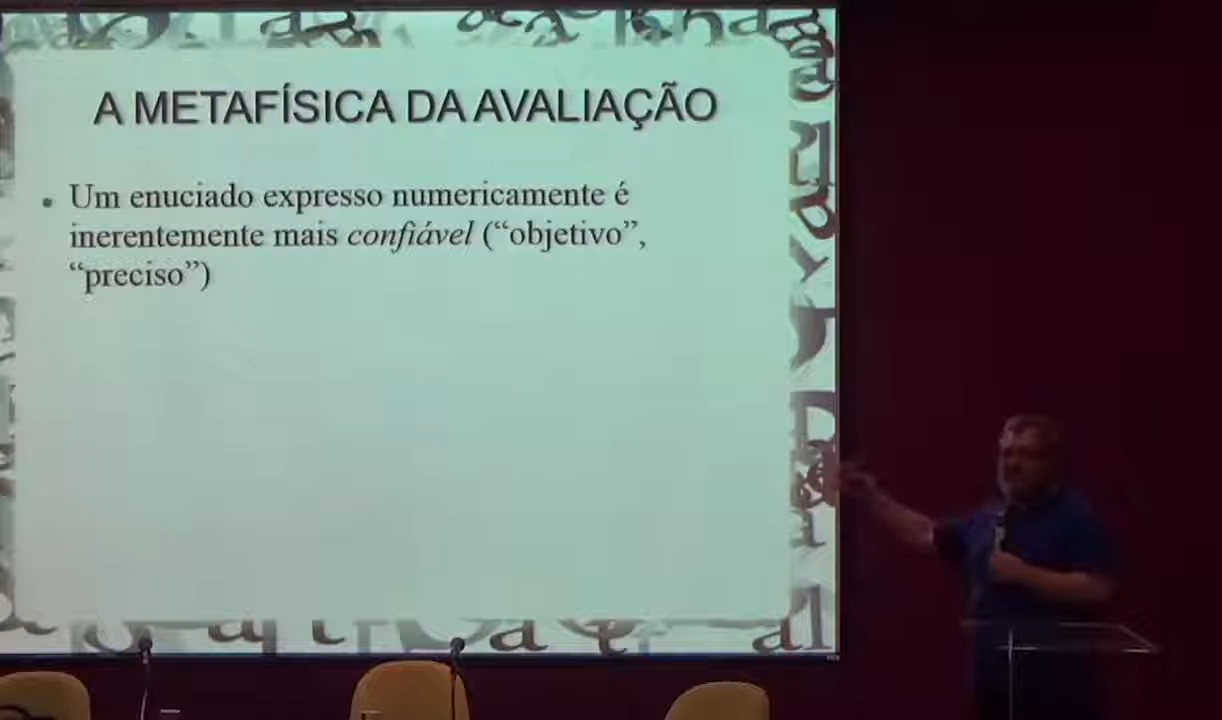 A METAFÍSICA DA AVALIAÇÃO
• Um enuciado expresso numericamente é
inerentemente mais confiável (“objetivo”,
“preciso”)